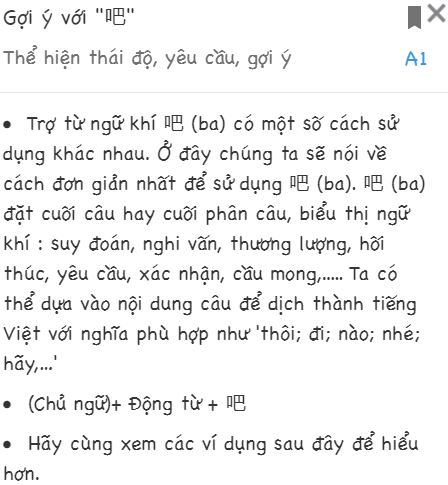 Gợi ý với "吧"
Thể hiện thái độ, yêu cầu, gợi ý A1
• Trợ từ ngữ khí 吧 (ba) có một số cách sử
dụng khác nhau. Ở đây chúng ta sẽ nói về
cách đơn giản nhất để sử dụng 吧 (ba). 吧 (ba)
đặt cuối câu hay cuối phân câu, biểu thị ngữ
khí : suy đoán, nghi vấn, thương lượng, hối
thúc, yêu cầu, xác nhận, cầu mong,..... Ta có
thể dựa vào nội dung câu để dịch thành tiếng
Việt với nghĩa phù hợp như 'thôi; đi; nào; nhé;
hãy,...'
• (Chủ ngữ)+ Động từ + 吧
• Hãy cùng xem các ví dụng sau đây để hiểu
hơn.